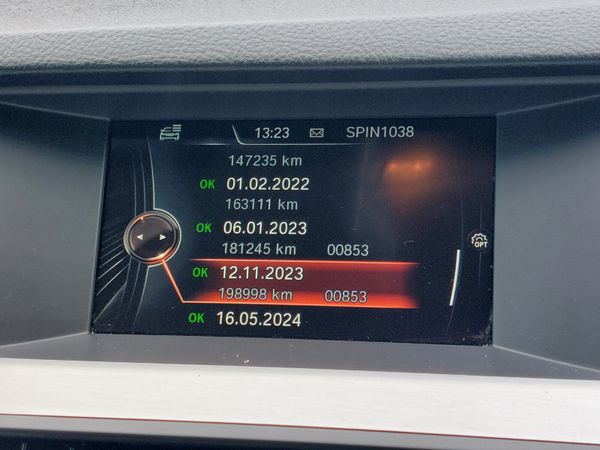 13:23 SPIN1038
147235 km
OK 01.02.2022
163111 km
OK 06.01.2023
181245 km 00853
OPT
OK 12.11.2023
198998 km 00853
OK 16.05.2024